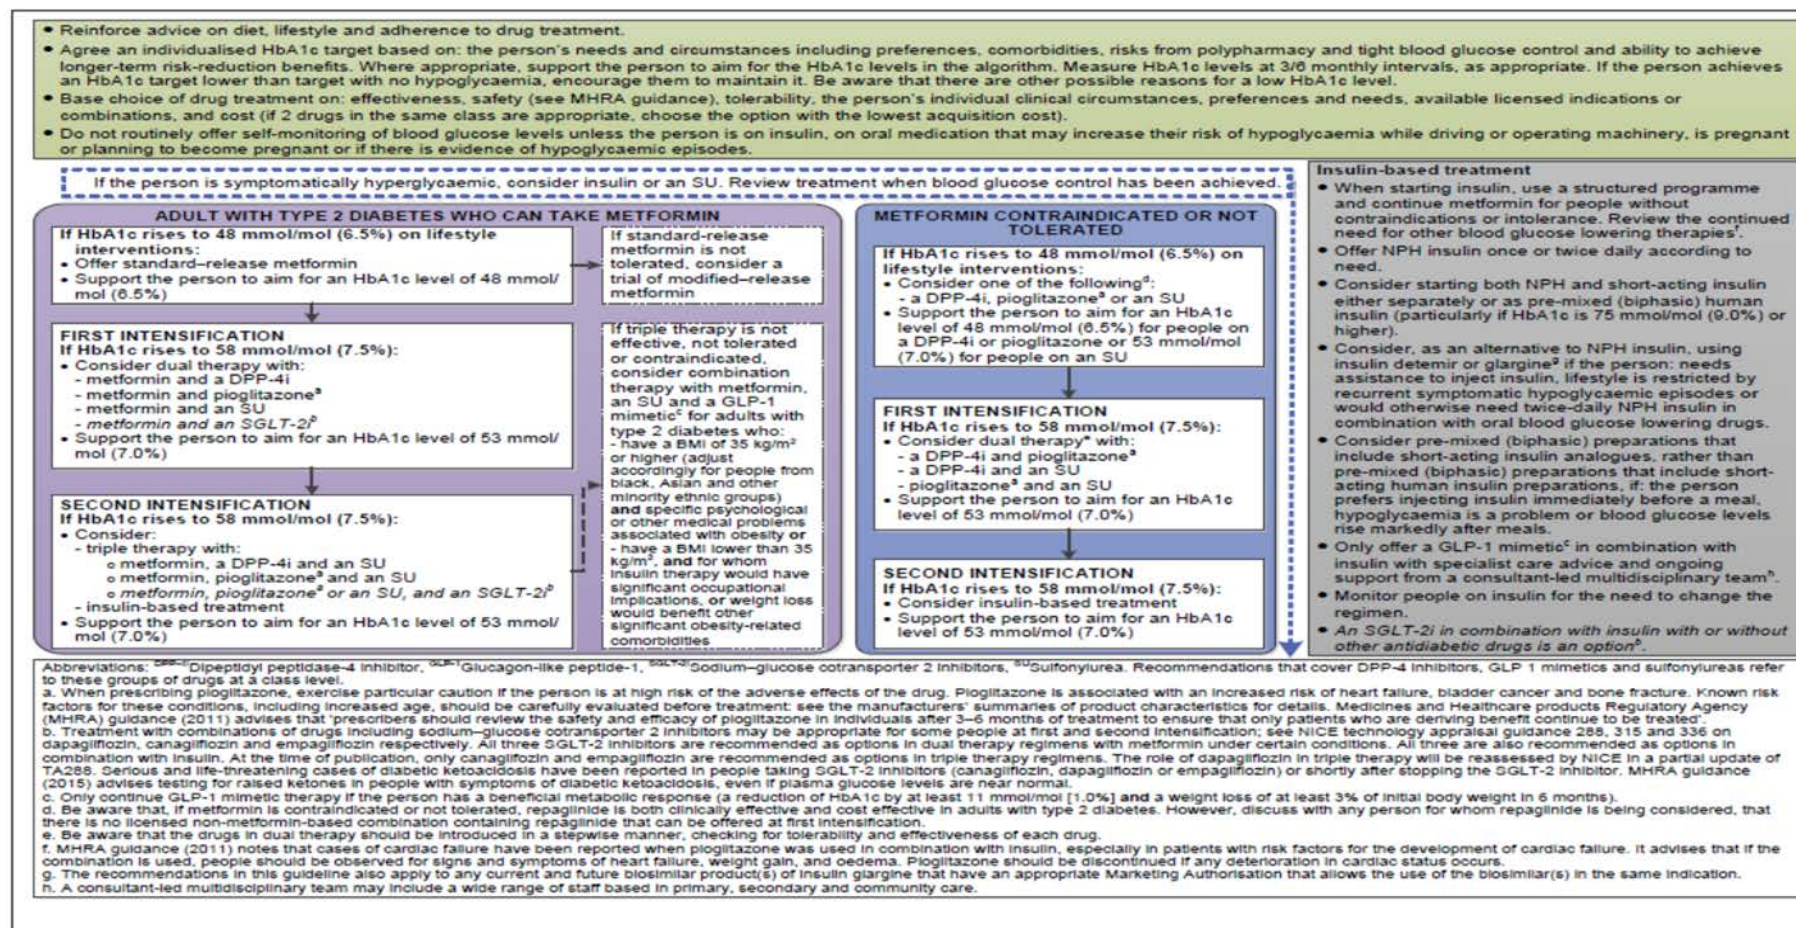 • Reinforce advice on diet, lifestyle and adherence to drug treatment.
• Agree an individualised HbA1c target based on: the person's needs and circumstances including preferences, comorbidities, risks from polypharmacy and tight blood glucose control and ability to achieve
longer-term risk-reduction benefits. Where appropriate, support the person to aim for the HbA1c levels in the algorithm. Measure HbA1c levels at 3/6 monthly intervals, as appropriate. If the person achieves
an HbA1c target lower than target with no hypoglycaemia, encourage them to maintain it. Be aware that there are other possible reasons for a low HbA1c level.
• Base choice of drug treatment on: effectiveness, safety (see MHRA guidance), tolerability, the person's individual clinical circumstances, preferences and needs, available licensed indications or
combinations, and cost (if 2 drugs in the same class are appropriate, choose the option with the lowest acquisition cost).
• Do not routinely offer self-monitoring of blood glucose levels unless the person is on insulin, on oral medication that may increase their risk of hypoglycaemia while driving or operating machinery, is pregnant
or planning to become pregnant or if there is evidence of hypoglycaemic episodes.
If the person is symptomatically hyperglycaemic, consider insulin or an SU. Review treatment when blood glucose control has been achieved.
ADULT WITH TYPE 2 DIABETES WHO CAN TAKE METFORMIN
If HbA1c rises to 48 mmol/mol (6.5%) on lifestyle
interventions:
• Offer standard–release metformin
• Support the person to aim for an HbA1c level of 48 mmol/
mol (6.5%)
If standard-release
metformin is not
tolerated, consider a
trial of modified–release
metformin
FIRST INTENSIFICATION
If HbA1c rises to 58 mmol/mol (7.5%):
• Consider dual therapy with:
- metformin and a DPP-4i
- metformin and pioglitazoneª
- metformin and an SU
- metformin and an SGLT-2iᵇ
• Support the person to aim for an HbA1c level of 53 mmol/
mol (7.0%)
SECOND INTENSIFICATION
If HbA1c rises to 58 mmol/mol (7.5%):
• Consider:
- triple therapy with:
o metformin, a DPP-4i and an SU
o metformin, pioglitazoneª and an SU
o metformin, pioglitazoneª or an SU, and an SGLT-2iᵇ
- insulin-based treatment
• Support the person to aim for an HbA1c level of 53 mmol/
mol (7.0%)
If triple therapy is not
effective, not tolerated
or contraindicated,
consider combination
therapy with metformin,
an SU and a GLP-1
mimeticᶜ for adults with
type 2 diabetes who:
- have a BMI of 35 kg/m²
or higher (adjust
accordingly for people from
black, Asian and other
minority ethnic groups)
and specific psychological
or other medical problems
associated with obesity or
- have a BMI lower than 35
kg/m², and for whom
insulin therapy would have
significant occupational
implications, or weight loss
would benefit other
significant obesity-related
comorbidities
METFORMIN CONTRAINDICATED OR NOT
TOLERATED
If HbA1c rises to 48 mmol/mol (6.5%) on
lifestyle interventions:
• Consider one of the followingᵈ:
- a DPP-4i, pioglitazoneª or an SU
• Support the person to aim for an HbA1c
level of 48 mmol/mol (6.5%) for people on
a DPP-4i or pioglitazone or 53 mmol/mol
(7.0%) for people on an SU
FIRST INTENSIFICATION
If HbA1c rises to 58 mmol/mol (7.5%):
• Consider dual therapyᵉ with:
- a DPP-4i and pioglitazoneª
- a DPP-4i and an SU
- pioglitazoneª and an SU
• Support the person to aim for an HbA1c
level of 53 mmol/mol (7.0%)
SECOND INTENSIFICATION
If HbA1c rises to 58 mmol/mol (7.5%):
• Consider insulin-based treatment
• Support the person to aim for an HbA1c
level of 53 mmol/mol (7.0%)
Insulin-based treatment
• When starting insulin, use a structured programme
and continue metformin for people without
contraindications or intolerance. Review the continued
need for other blood glucose lowering therapiesᶠ.
• Offer NPH insulin once or twice daily according to
need.
• Consider starting both NPH and short-acting insulin
either separately or as pre-mixed (biphasic) human
insulin (particularly if HbA1c is 75 mmol/mol (9.0%) or
higher).
• Consider, as an alternative to NPH insulin, using
insulin detemir or glargineᵍ if the person: needs
assistance to inject insulin, lifestyle is restricted by
recurrent symptomatic hypoglycaemic episodes or
would otherwise need twice-daily NPH insulin in
combination with oral blood glucose lowering drugs.
• Consider pre-mixed (biphasic) preparations that
include short-acting insulin analogues, rather than
pre-mixed (biphasic) preparations that include short-
acting human insulin preparations, if: the person
prefers injecting insulin immediately before a meal,
hypoglycaemia is a problem or blood glucose levels
rise markedly after meals.
• Only offer a GLP-1 mimeticᶜ in combination with
insulin with specialist care advice and ongoing
support from a consultant-led multidisciplinary teamʰ.
• Monitor people on insulin for the need to change the
regimen.
• An SGLT-2i in combination with insulin with or without
other antidiabetic drugs is an optionᵇ.
Abbreviations: DPP-4i Dipeptidyl peptidase-4 inhibitor, GLP-1 Glucagon-like peptide-1, SGLT-2i Sodium–glucose cotransporter 2 inhibitors, SU Sulfonylurea. Recommendations that cover DPP-4 inhibitors, GLP 1 mimetics and sulfonylureas refer
to these groups of drugs at a class level.
a. When prescribing pioglitazone, exercise particular caution if the person is at high risk of the adverse effects of the drug. Pioglitazone is associated with an increased risk of heart failure, bladder cancer and bone fracture. Known risk
factors for these conditions, including increased age, should be carefully evaluated before treatment: see the manufacturers' summaries of product characteristics for details. Medicines and Healthcare products Regulatory Agency
(MHRA) guidance (2011) advises that 'prescribers should review the safety and efficacy of pioglitazone in individuals after 3–6 months of treatment to ensure that only patients who are deriving benefit continue to be treated'.
b. Treatment with combinations of drugs including sodium–glucose cotransporter 2 inhibitors may be appropriate for some people at first and second intensification; see NICE technology appraisal guidance 288, 315 and 336 on
dapagliflozin, canagliflozin and empagliflozin respectively. All three SGLT-2 inhibitors are recommended as options in dual therapy regimens with metformin under certain conditions. All three are also recommended as options in
combination with insulin. At the time of publication, only canagliflozin and empagliflozin are recommended as options in triple therapy regimens. The role of dapagliflozin in triple therapy will be reassessed by NICE in a partial update of
TA288. Serious and life-threatening cases of diabetic ketoacidosis have been reported in people taking SGLT-2 inhibitors (canagliflozin, dapagliflozin or empagliflozin) or shortly after stopping the SGLT-2 inhibitor. MHRA guidance
(2015) advises testing for raised ketones in people with symptoms of diabetic ketoacidosis, even if plasma glucose levels are near normal.
c. Only continue GLP-1 mimetic therapy if the person has a beneficial metabolic response (a reduction of HbA1c by at least 11 mmol/mol [1.0%] and a weight loss of at least 3% of initial body weight in 6 months).
d. Be aware that, if metformin is contraindicated or not tolerated, repaglinide is both clinically effective and cost effective in adults with type 2 diabetes. However, discuss with any person for whom repaglinide is being considered, that
there is no licensed non-metformin-based combination containing repaglinide that can be offered at first intensification.
e. Be aware that the drugs in dual therapy should be introduced in a stepwise manner, checking for tolerability and effectiveness of each drug.
f. MHRA guidance (2011) notes that cases of cardiac failure have been reported when pioglitazone was used in combination with insulin, especially in patients with risk factors for the development of cardiac failure. It advises that if the
combination is used, people should be observed for signs and symptoms of heart failure, weight gain, and oedema. Pioglitazone should be discontinued if any deterioration in cardiac status occurs.
g. The recommendations in this guideline also apply to any current and future biosimilar product(s) of insulin glargine that have an appropriate Marketing Authorisation that allows the use of the biosimilar(s) in the same indication.
h. A consultant-led multidisciplinary team may include a wide range of staff based in primary, secondary and community care.